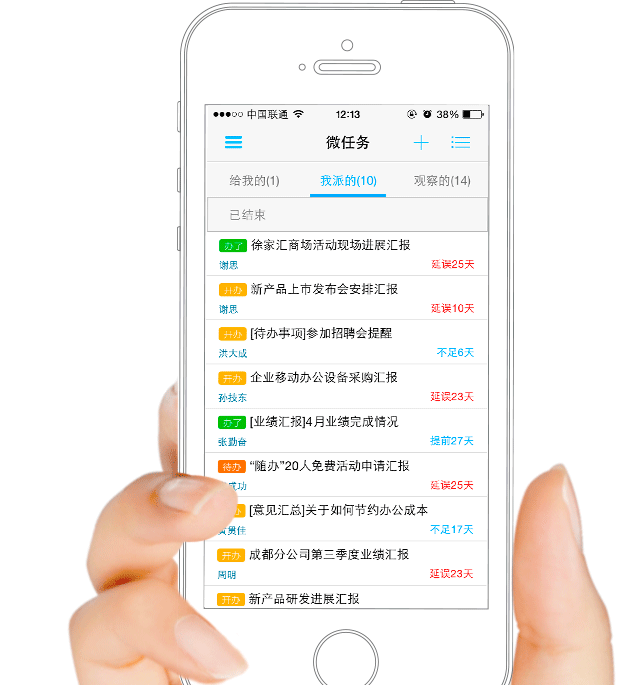 中国联通 12:13 38%
微任务
给我的(1) 我派的(10) 观察的(14)
已结束
办了 徐家汇商场活动现场进展汇报
谢思 延误25天
开办 新产品上市发布会安排汇报
谢思 延误10天
开办 [待办事项]参加招聘会提醒
洪大成 不足6天
开办 企业移动办公设备采购汇报
孙技东 延误23天
办了 [业绩汇报]4月业绩完成情况
张勤奋 提前27天
待办 “随办”20人免费活动申请汇报
成功 延误25天
[意见汇总]关于如何节约办公成本
贵佳 不足17天
开办 成都分公司第三季度业绩汇报
周明 延误23天
开办 新产品研发进展汇报